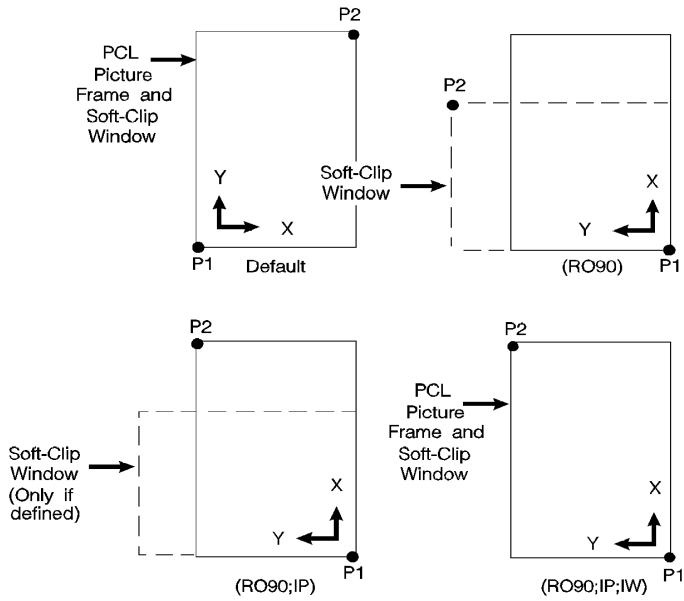 P2
PCL
Picture
Frame and
Soft-Clip
Window
Y
X
P1
Default
P2
Soft-Clip
Window
X
Y
(RO90)
P1
P2
Soft-Clip
Window
(Only if
defined)
X
Y
(RO90;IP)
P1
P2
PCL
Picture
Frame and
Soft-Clip
Window
X
Y
(RO90;IP;IW)
P1